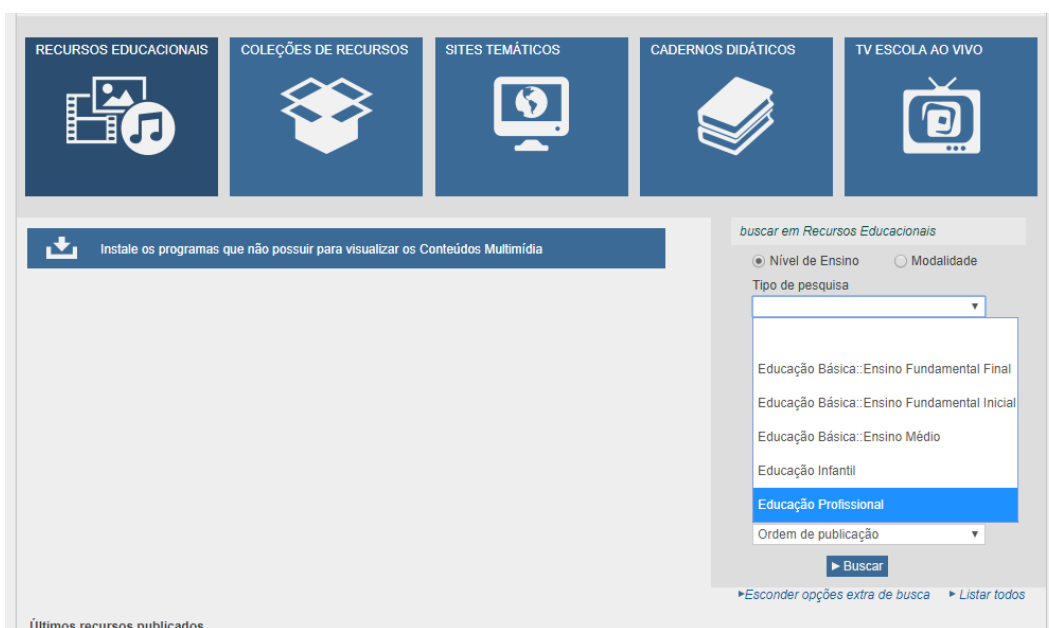 RECURSOS EDUCACIONAIS
COLEÇÕES DE RECURSOS
SITES TEMÁTICOS
CADERNOS DIDÁTICOS
TV ESCOLA AO VIVO
Instale os programas que não possuir para visualizar os Conteúdos Multimídia
buscar em Recursos Educacionais
Nível de Ensino Modalidade
Tipo de pesquisa
Educação Básica::Ensino Fundamental Final
Educação Básica::Ensino Fundamental Inicial
Educação Básica::Ensino Médio
Educação Infantil
Educação Profissional
Ordem de publicação
Buscar
Esconder opções extra de busca Listar todos
Últimos recursos publicados